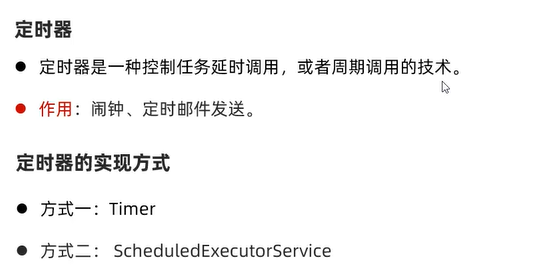 定时器
定时器是一种控制任务延时调用，或者周期调用的技术。
作用：闹钟、定时邮件发送。
定时器的实现方式
方式一：Timer
方式二： ScheduledExecutorService